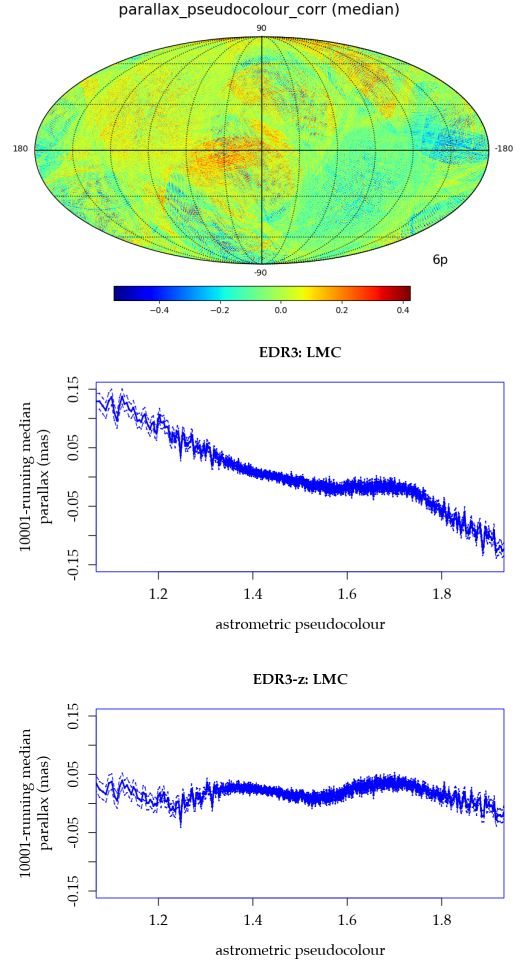 parallax_pseudocolour_corr (median)
90
180
-180
-90
6p
−0.4 −0.2 0.0 0.2 0.4
EDR3: LMC
0.15
0.05
-0.05
-0.15
10001-running median
parallax (mas)
1.2 1.4 1.6 1.8
astrometric pseudocolour
EDR3-z: LMC
0.15
0.05
-0.05
-0.15
10001-running median
parallax (mas)
1.2 1.4 1.6 1.8
astrometric pseudocolour